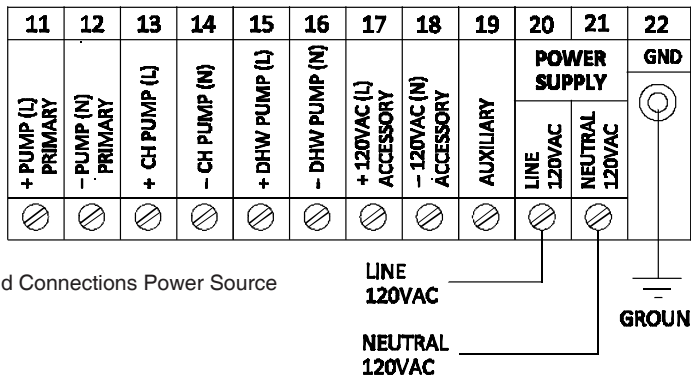 11 12 13 14 15 16 17 18 19 20 21 22
+ PUMP (L)
PRIMARY
– PUMP (N)
PRIMARY
+ CH PUMP (L)
– CH PUMP (N)
+ DHW PUMP (L)
– DHW PUMP (N)
+ 120VAC (L)
ACCESSORY
– 120VAC (N)
ACCESSORY
AUXILIARY
POWER
SUPPLY
LINE
120VAC
NEUTRAL
120VAC
GND
d Connections Power Source
LINE
120VAC
NEUTRAL
120VAC
GROUN